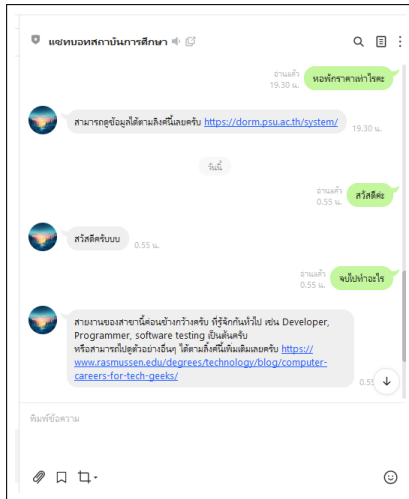 แชทบอทสถาบันการศึกษา
อ่านแล้ว
19.30 น.
หอพักราคาเท่าไรคะ
สามารถดูข้อมูลได้ตามลิงค์นี้เลยครับ https://dorm.psu.ac.th/system/
19.30 น.
วันนี้
อ่านแล้ว
0.55 น.
สวัสดีค่ะ
สวัสดีครับบบ
0.55 น.
อ่านแล้ว
0.55 น.
จบไปทำอะไร
สายงานของสาขานี้ค่อนข้างกว้างครับ ที่รู้จักกันทั่วไป เช่น Developer,
Programmer, software testing เป็นต้นครับ
หรือสามารถไปดูตัวอย่างอื่นๆ ได้ตามลิ้งค์นี้เพิ่มเติมเลยครับ https://
www.rasmussen.edu/degrees/technology/blog/computer-
careers-for-tech-geeks/
พิมพ์ข้อความ